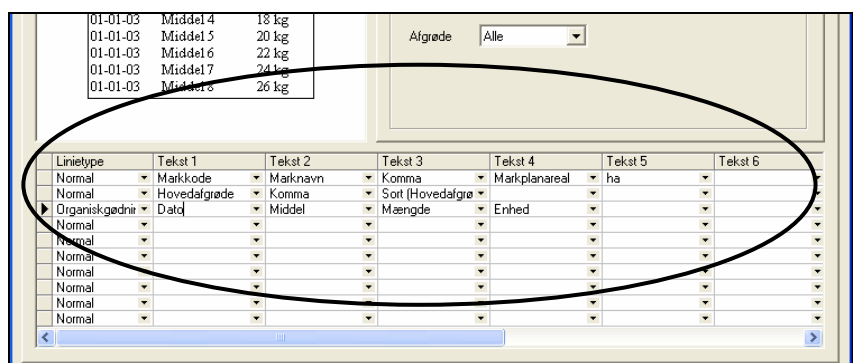 01-01-03 Middel 4 18 kg
01-01-03 Middel 5 20 kg
01-01-03 Middel 6 22 kg
01-01-03 Middel 7 24 kg
01-01-03 Middel 8 26 kg
Afgrøde Alle
Linietype Tekst 1 Tekst 2 Tekst 3 Tekst 4 Tekst 5 Tekst 6
Normal Markkode Marknavn Komma Markplanareal ha
Normal Hovedafgrøde Komma Sort (Hovedafgrø
Organiskgødnin Dato Middel Mængde Enhed
Normal
Normal
Normal
Normal
Normal
Normal
Normal